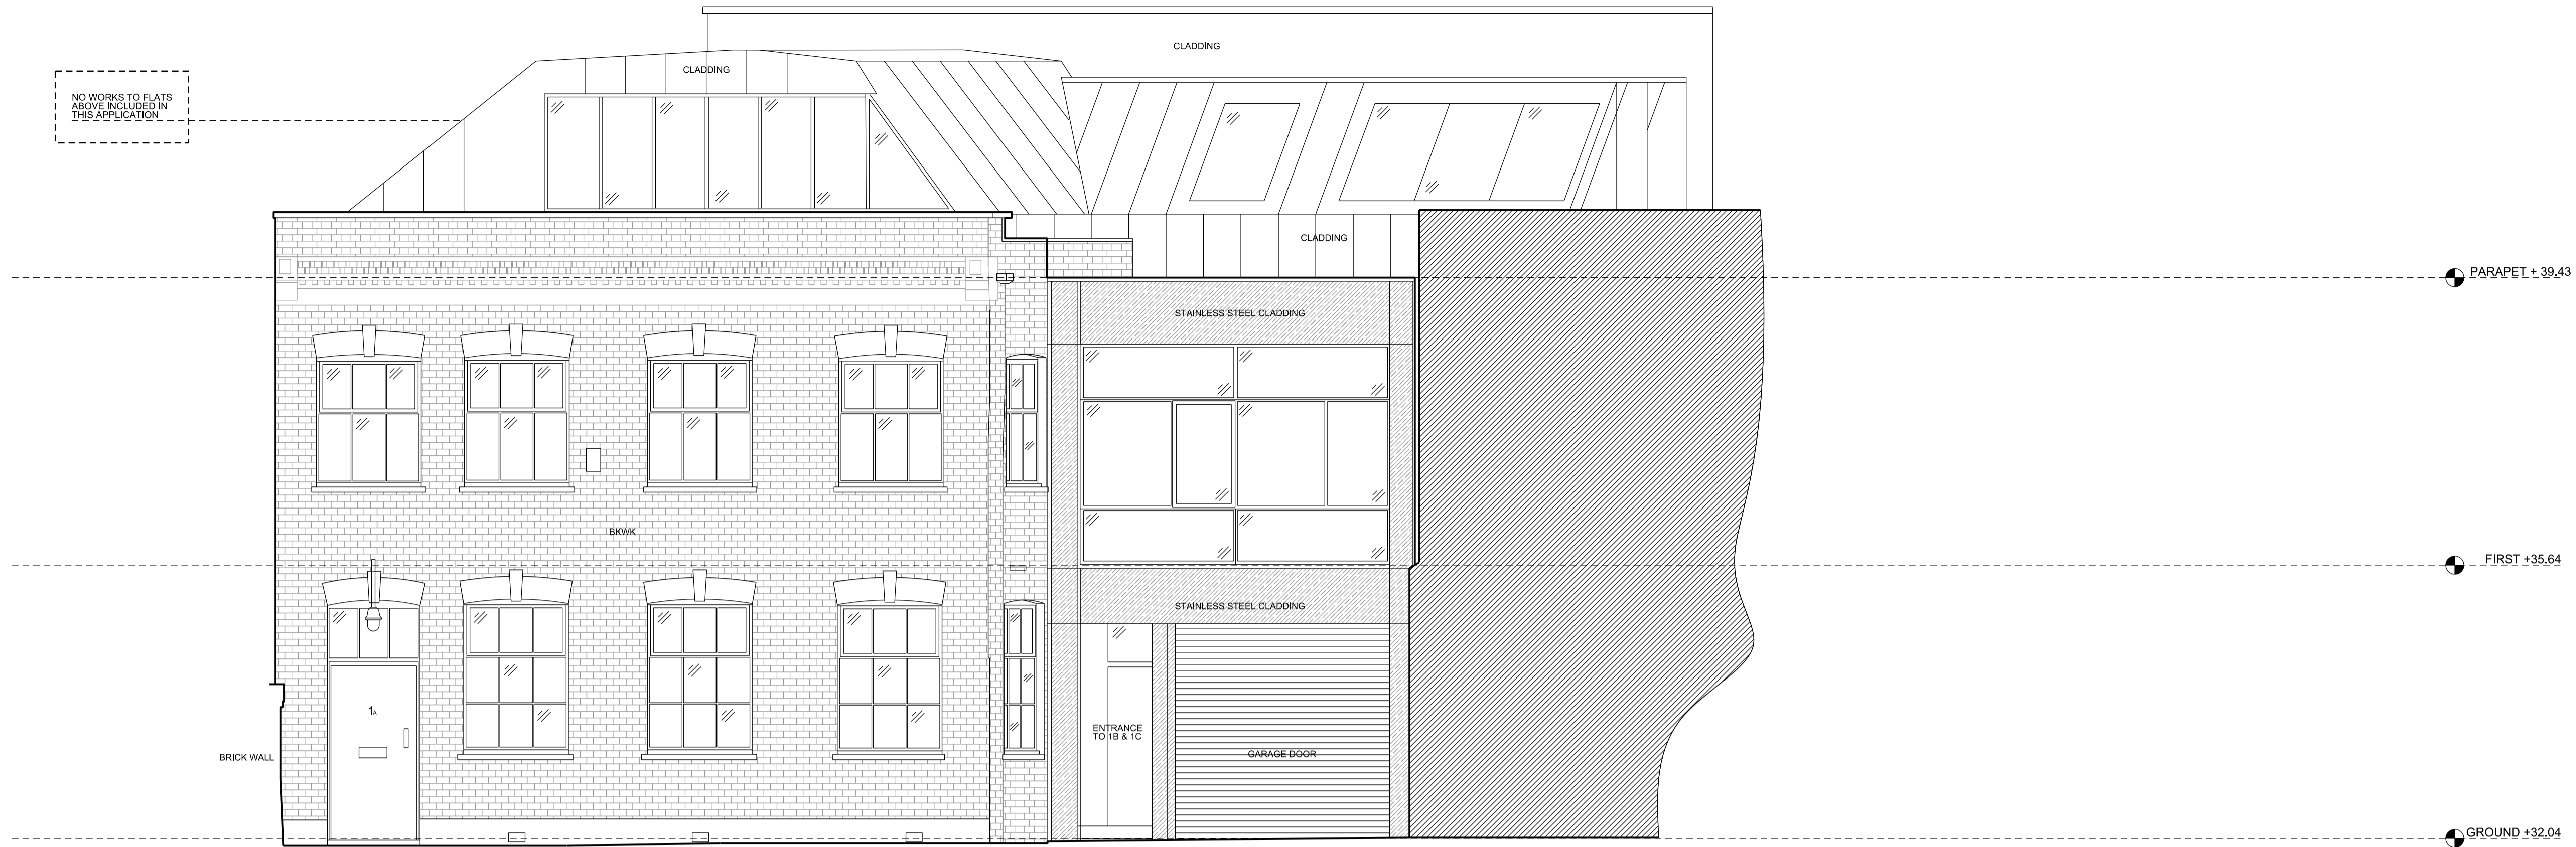 CLADDING
CLADDING
NO WORKS TO FLATS
ABOVE INCLUDED IN
THIS APPLICATION
CLADDING
PARAPET + 39.43
STAINLESS STEEL CLADDING
BKWK
FIRST +35.64
STAINLESS STEEL CLADDING
1A
ENTRANCE
TO 1B & 1C
BRICK WALL
GARAGE DOOR
GROUND +32.04